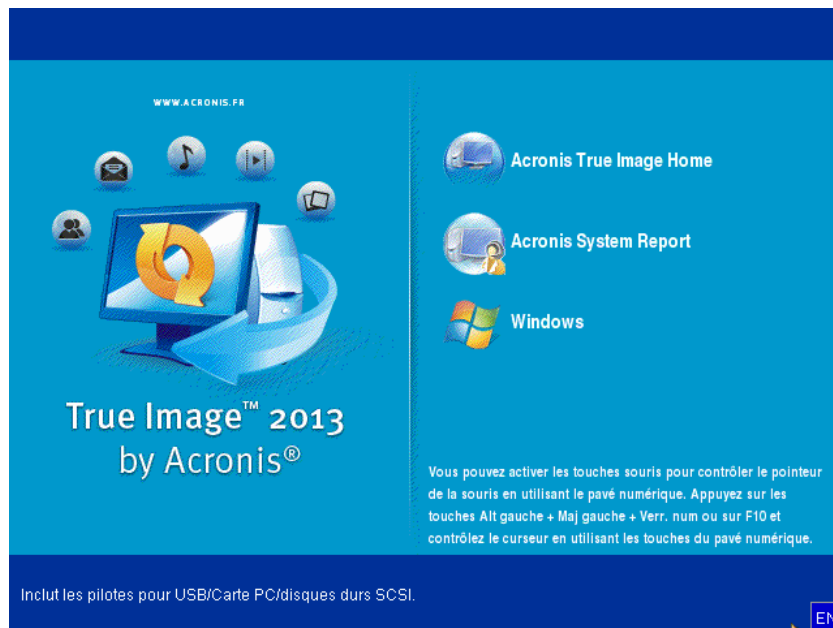 WWW.ACRONIS.FR
True Image™ 2013
by Acronis®
Acronis True Image Home
Acronis System Report
Windows
Vous pouvez activer les touches souris pour contrôler le pointeur
de la souris en utilisant le pavé numérique. Appuyez sur les
touches Alt gauche + Maj gauche + Verr. num ou sur F10 et
contrôlez le curseur en utilisant les touches du pavé numérique.
Inclut les pilotes pour USB/Carte PC/disques durs SCSI.
EN